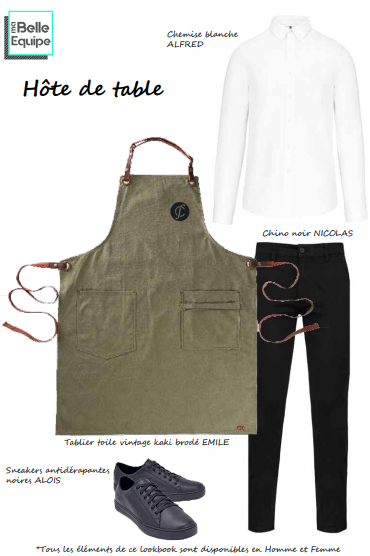 ma
Belle
Equipe
Chemise blanche
ALFRED
Hôte de table
Chino noir NICOLAS
Tablier toile vintage kaki brodé EMILE
Sneakers antidérapantes
noires ALOIS
*Tous les éléments de ce lookbook sont disponibles en Homme et Femme